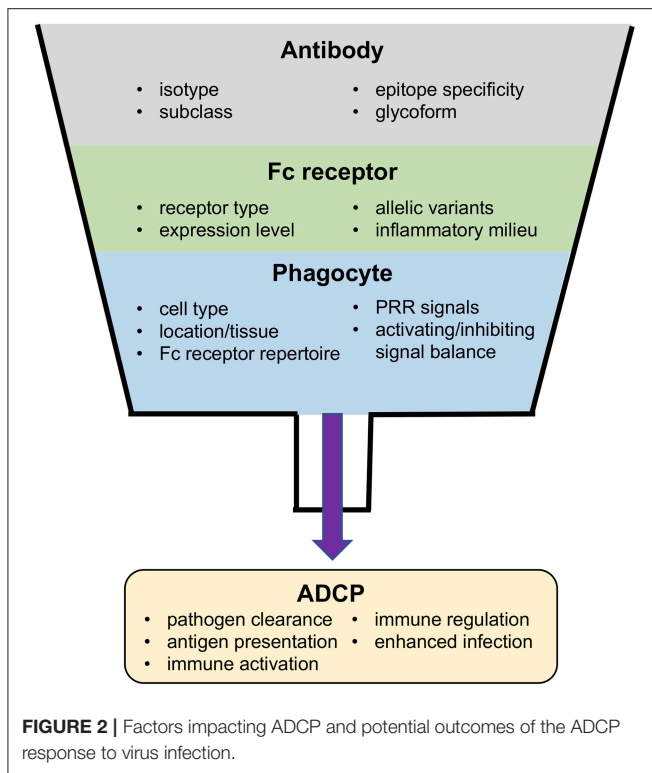 Antibody
• isotype
• subclass
• epitope specificity
• glycoform
Fc receptor
• receptor type
• expression level
• allelic variants
• inflammatory milieu
Phagocyte
• cell type
• location/tissue
• Fc receptor repertoire
• PRR signals
• activating/inhibiting
signal balance
ADCP
• pathogen clearance
• antigen presentation
• immune activation
• immune regulation
• enhanced infection
FIGURE 2 | Factors impacting ADCP and potential outcomes of the ADCP
response to virus infection.